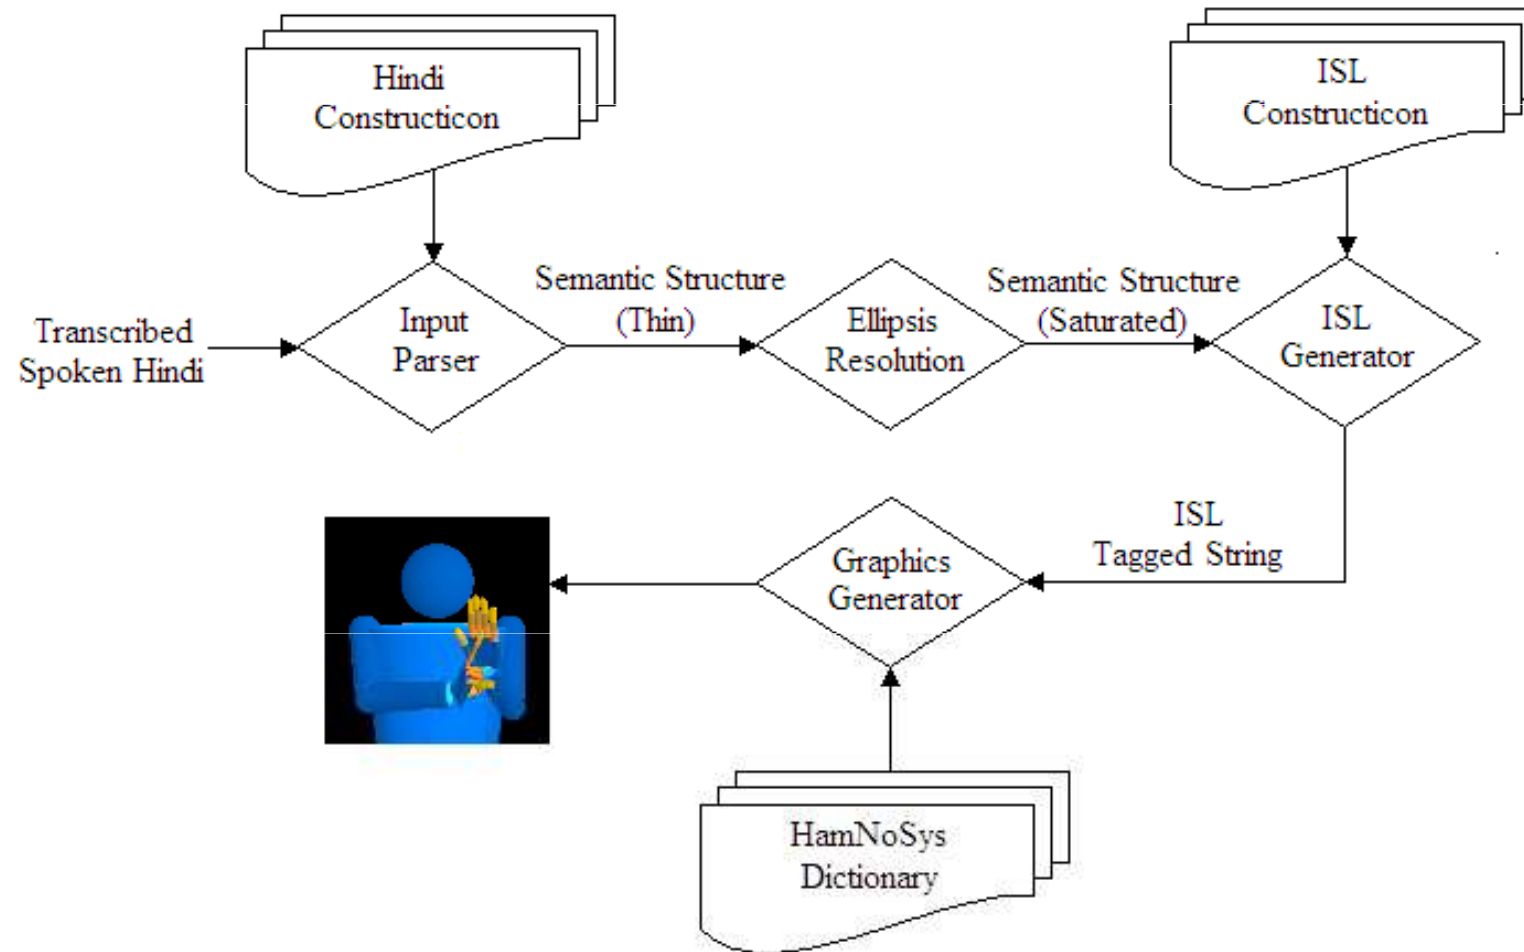 Hindi
Constructicon
ISL
Constructicon
Transcribed
Spoken Hindi
Input
Parser
Semantic Structure
(Thin)
Ellipsis
Resolution
Semantic Structure
(Saturated)
ISL
Generator
ISL
Tagged String
Graphics
Generator
HamNoSys
Dictionary